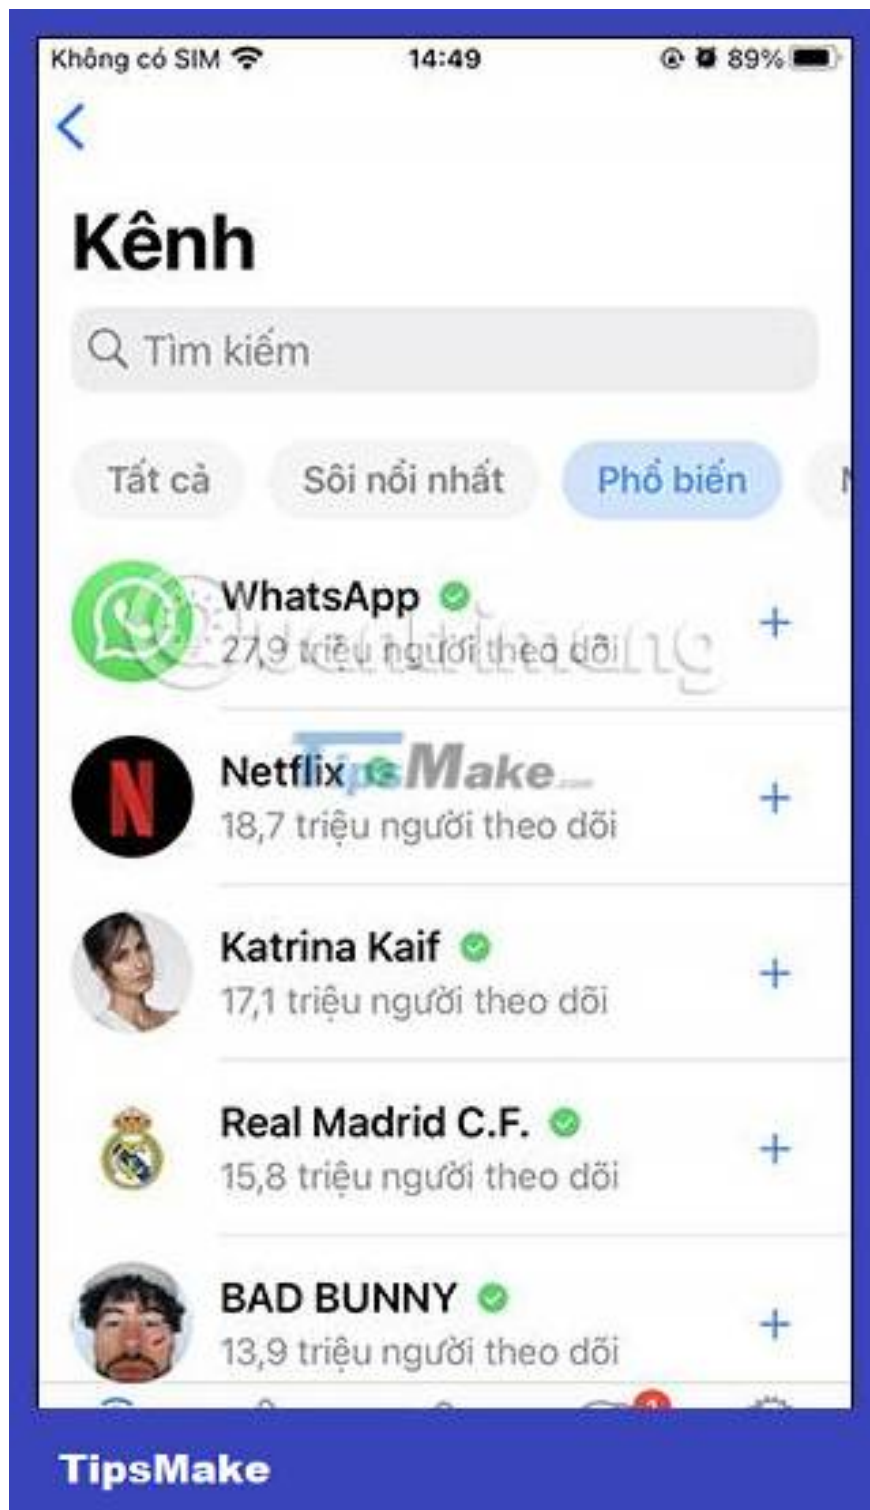 Không có SIM 14:49 89%
Kênh
Tìm kiếm
Tất cả Sôi nổi nhất Phổ biến
WhatsApp
27,9 triệu người theo dõi
Netflix
TipsMake.com
18,7 triệu người theo dõi
Katrina Kaif
17,1 triệu người theo dõi
Real Madrid C.F.
15,8 triệu người theo dõi
BAD BUNNY
13,9 triệu người theo dõi
TipsMake